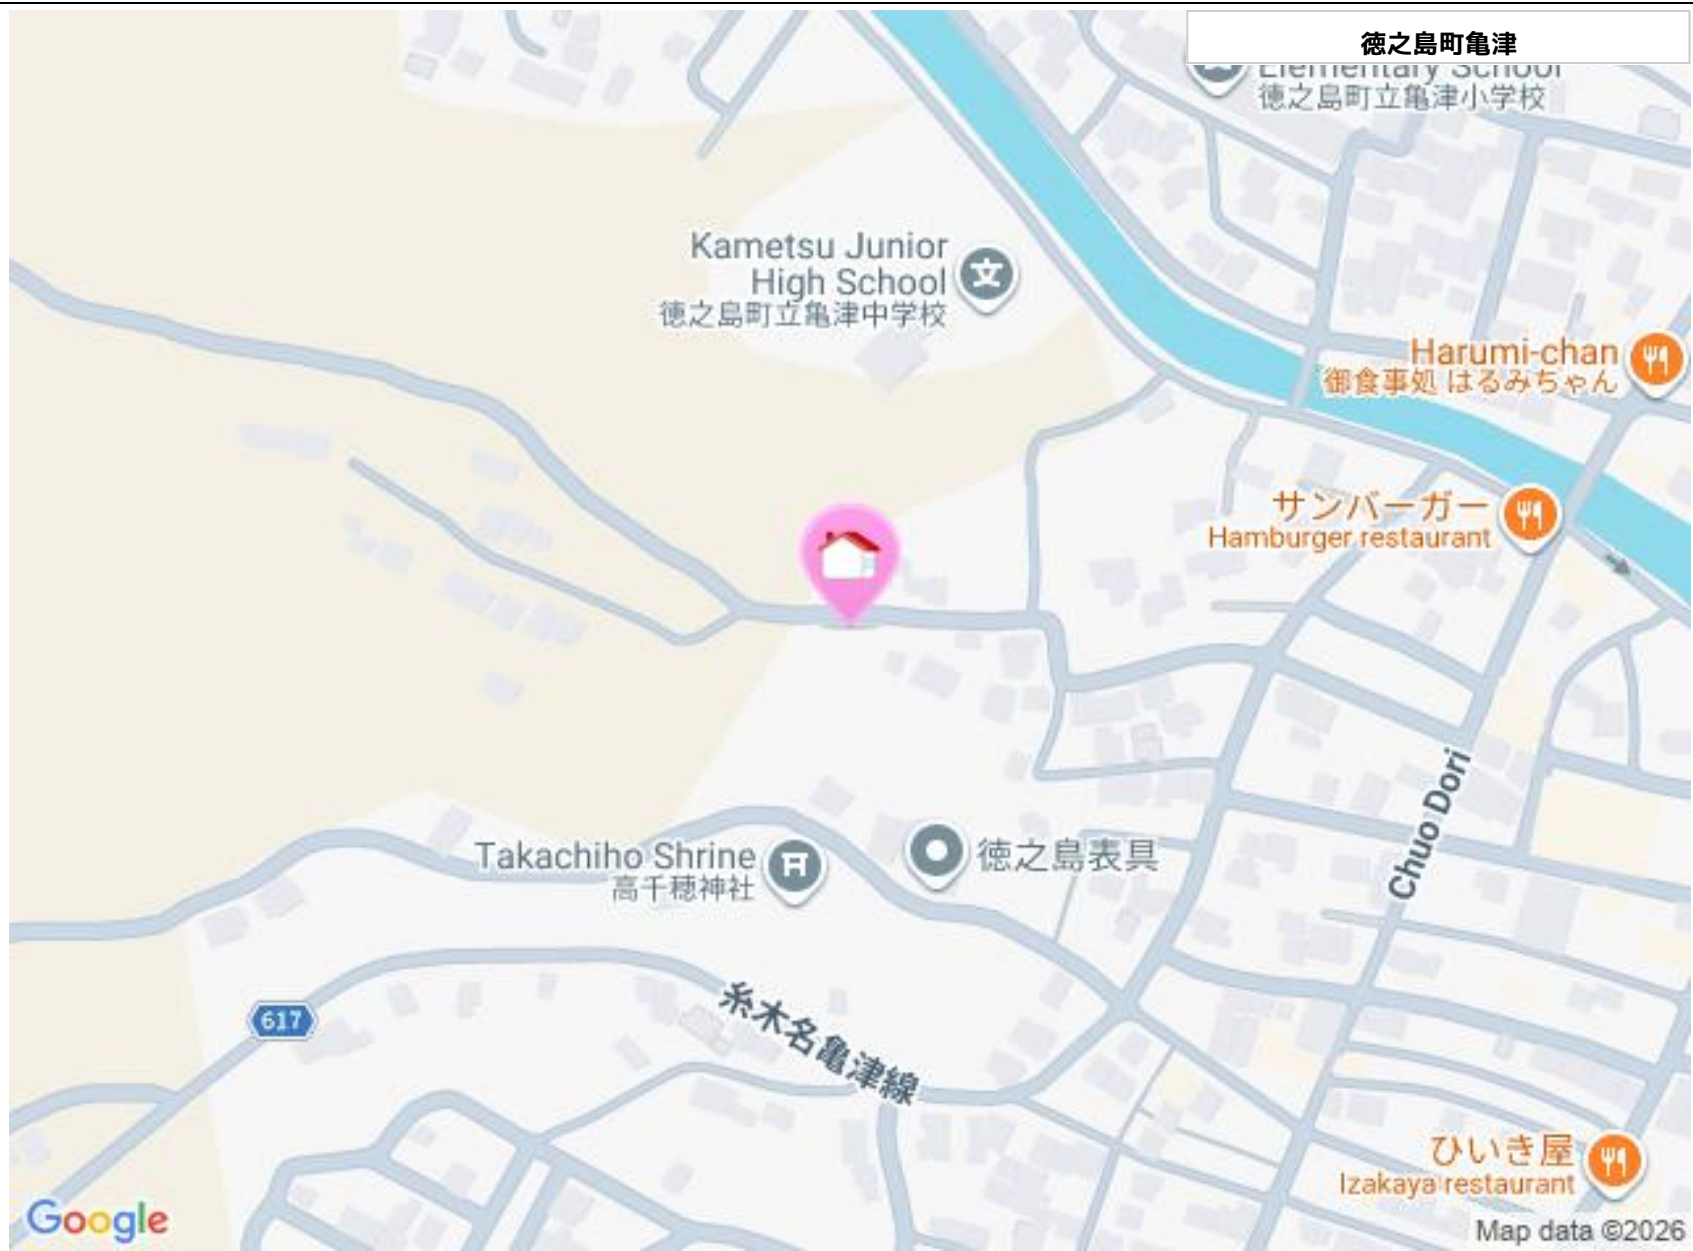 徳之島町亀津
Elementary School
徳之島町立亀津小学校
Kametsu Junior
High School
徳之島町立亀津中学校
文
Harumi-chan
御食事処 はるみちゃん
サンバーガー
Hamburger restaurant
Chuo Dori
Takachiho Shrine
高千穂神社
徳之島表具
617
糸木名亀津線
ひいき屋
Izakaya restaurant
Google
Map data ©2026